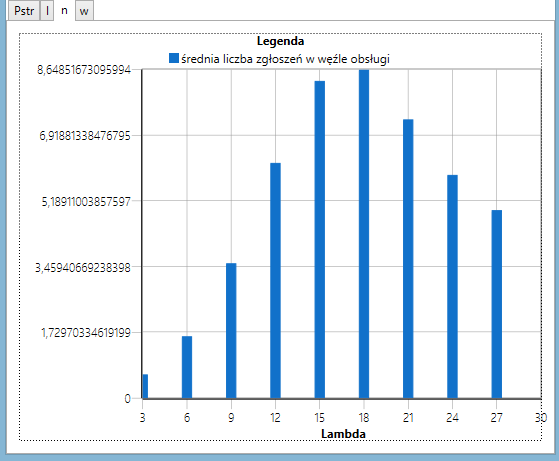 Pstr l n w
Legenda
średnia liczba zgłoszeń w węźle obsługi
8,64851673095994
6,91881338476795
5,18911003857597
3,45940669238398
1,72970334619199
0
3 6 9 12 15 18 21 24 27 30
Lambda